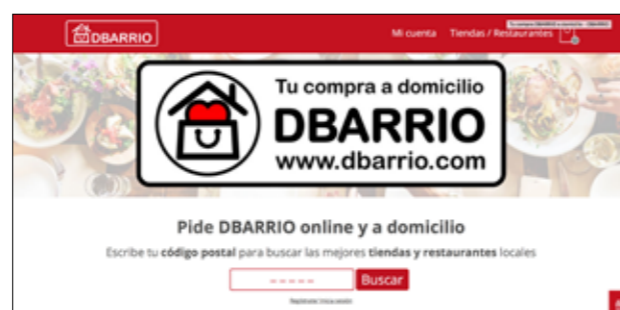 DBARRIO
Mi cuenta Tiendas / Restaurantes
Tu compra a domicilio
DBARRIO
www.dbarrio.com
Pide DBARRIO online y a domicilio
Escribe tu código postal para buscar las mejores tiendas y restaurantes locales
Buscar